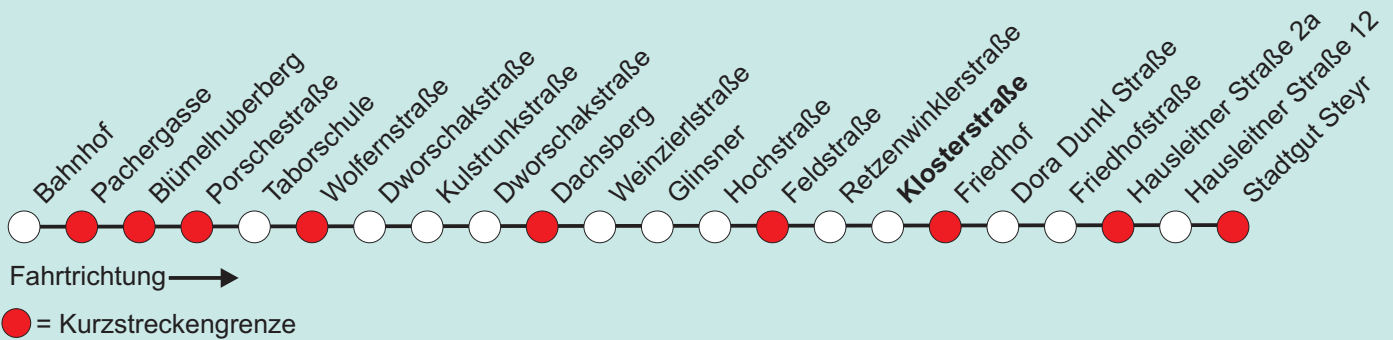 Bahnhof
Pachergasse
Blümelhuberberg
Porschestraße
Taborschule
Wolfernstraße
Dworschakstraße
Kulstrunkstraße
Dworschakstraße
Dachsberg
Weinzierlstraße
Glinsner
Hochstraße
Feldstraße
Retzenwinklerstraße
Klosterstraße
Friedhof
Dora Dunkl Straße
Friedhofstraße
Hausleitner Straße 2a
Hausleitner Straße 12
Stadtgut Steyr
Fahrtrichtung
= Kurzstreckengrenze